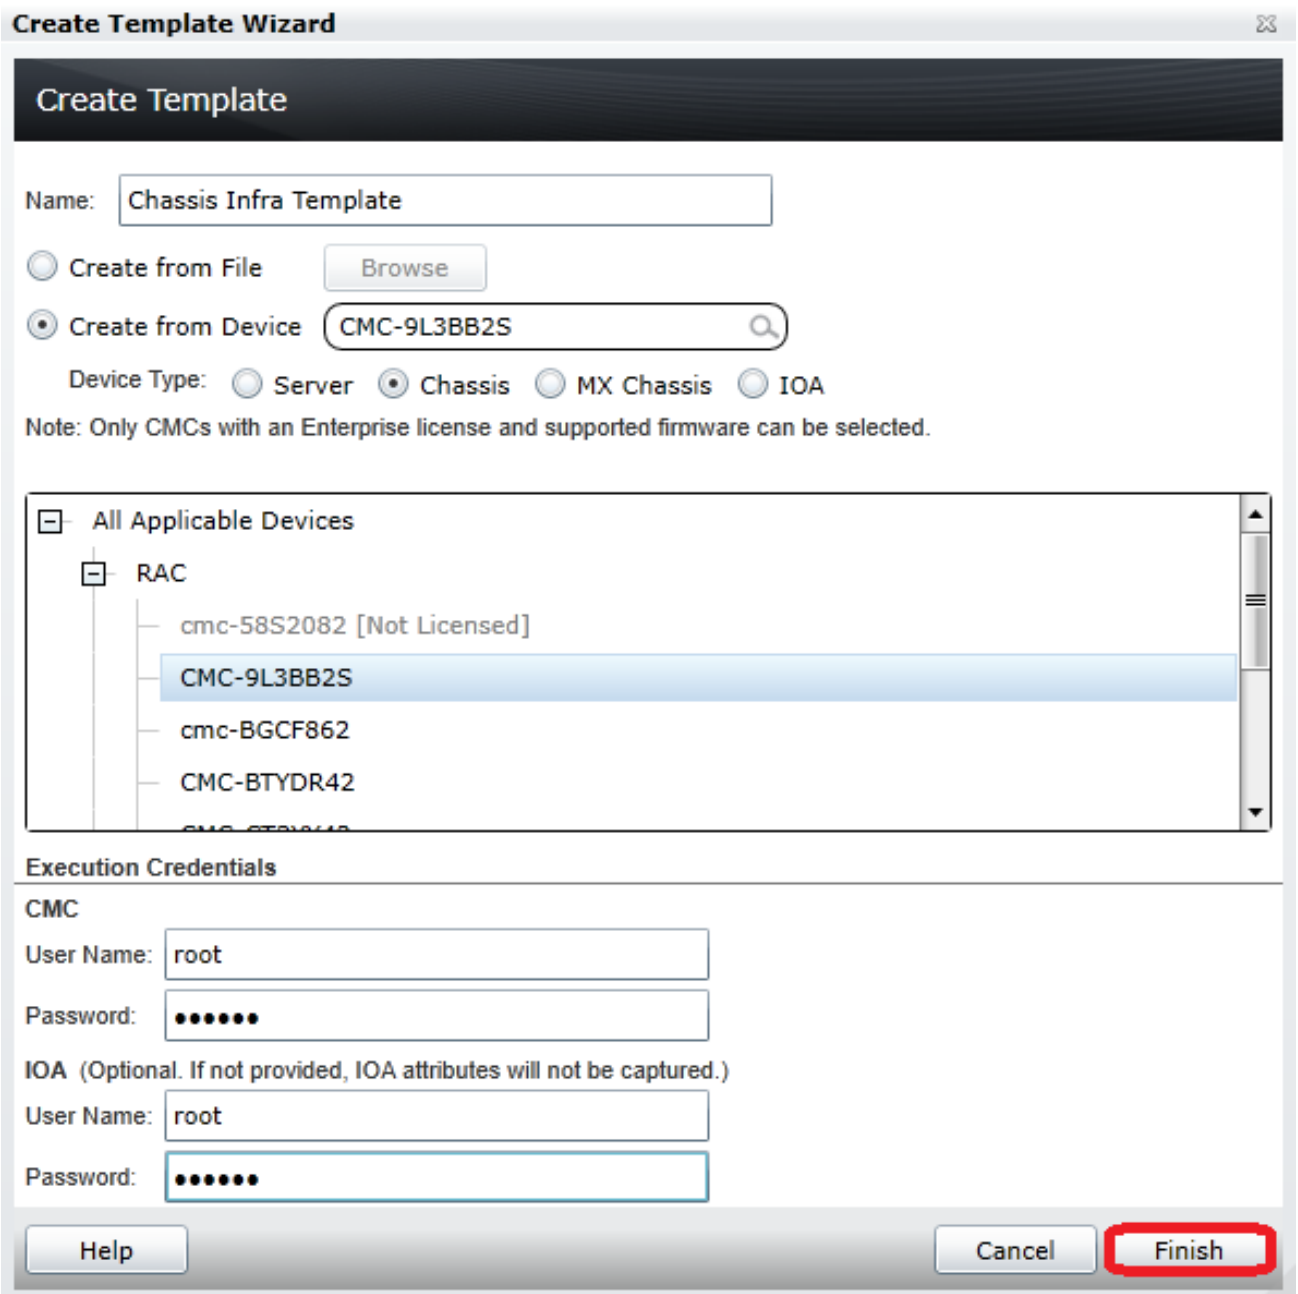 Create Template Wizard
Create Template
Name: Chassis Infra Template
Create from File Browse
Create from Device CMC-9L3BB2S
Device Type: Server Chassis MX Chassis IOA
Note: Only CMCs with an Enterprise license and supported firmware can be selected.
All Applicable Devices
RAC
cmc-58S2082 [Not Licensed]
CMC-9L3BB2S
cmc-BGCF862
CMC-BTYDR42
Execution Credentials
CMC
User Name: root
Password: ●●●●●●
IOA (Optional. If not provided, IOA attributes will not be captured.)
User Name: root
Password: ●●●●●●
Help Cancel Finish